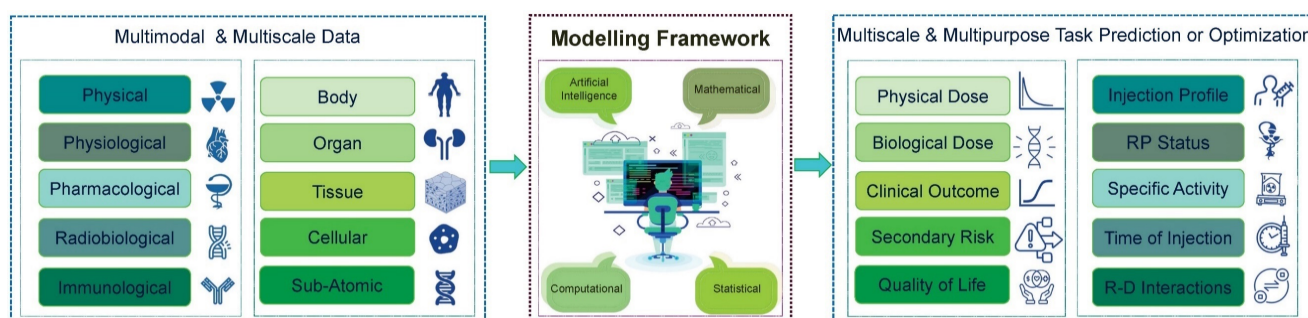 Multimodal & Multiscale Data
Physical
Physiological
Pharmacological
Radiobiological
Immunological
Body
Organ
Tissue
Cellular
Sub-Atomic
Modelling Framework
Artificial
Intelligence
Mathematical
Computational
Statistical
Multiscale & Multipurpose Task Prediction or Optimization
Physical Dose
Biological Dose
Clinical Outcome
Secondary Risk
Quality of Life
Injection Profile
RP Status
Specific Activity
Time of Injection
R-D Interactions